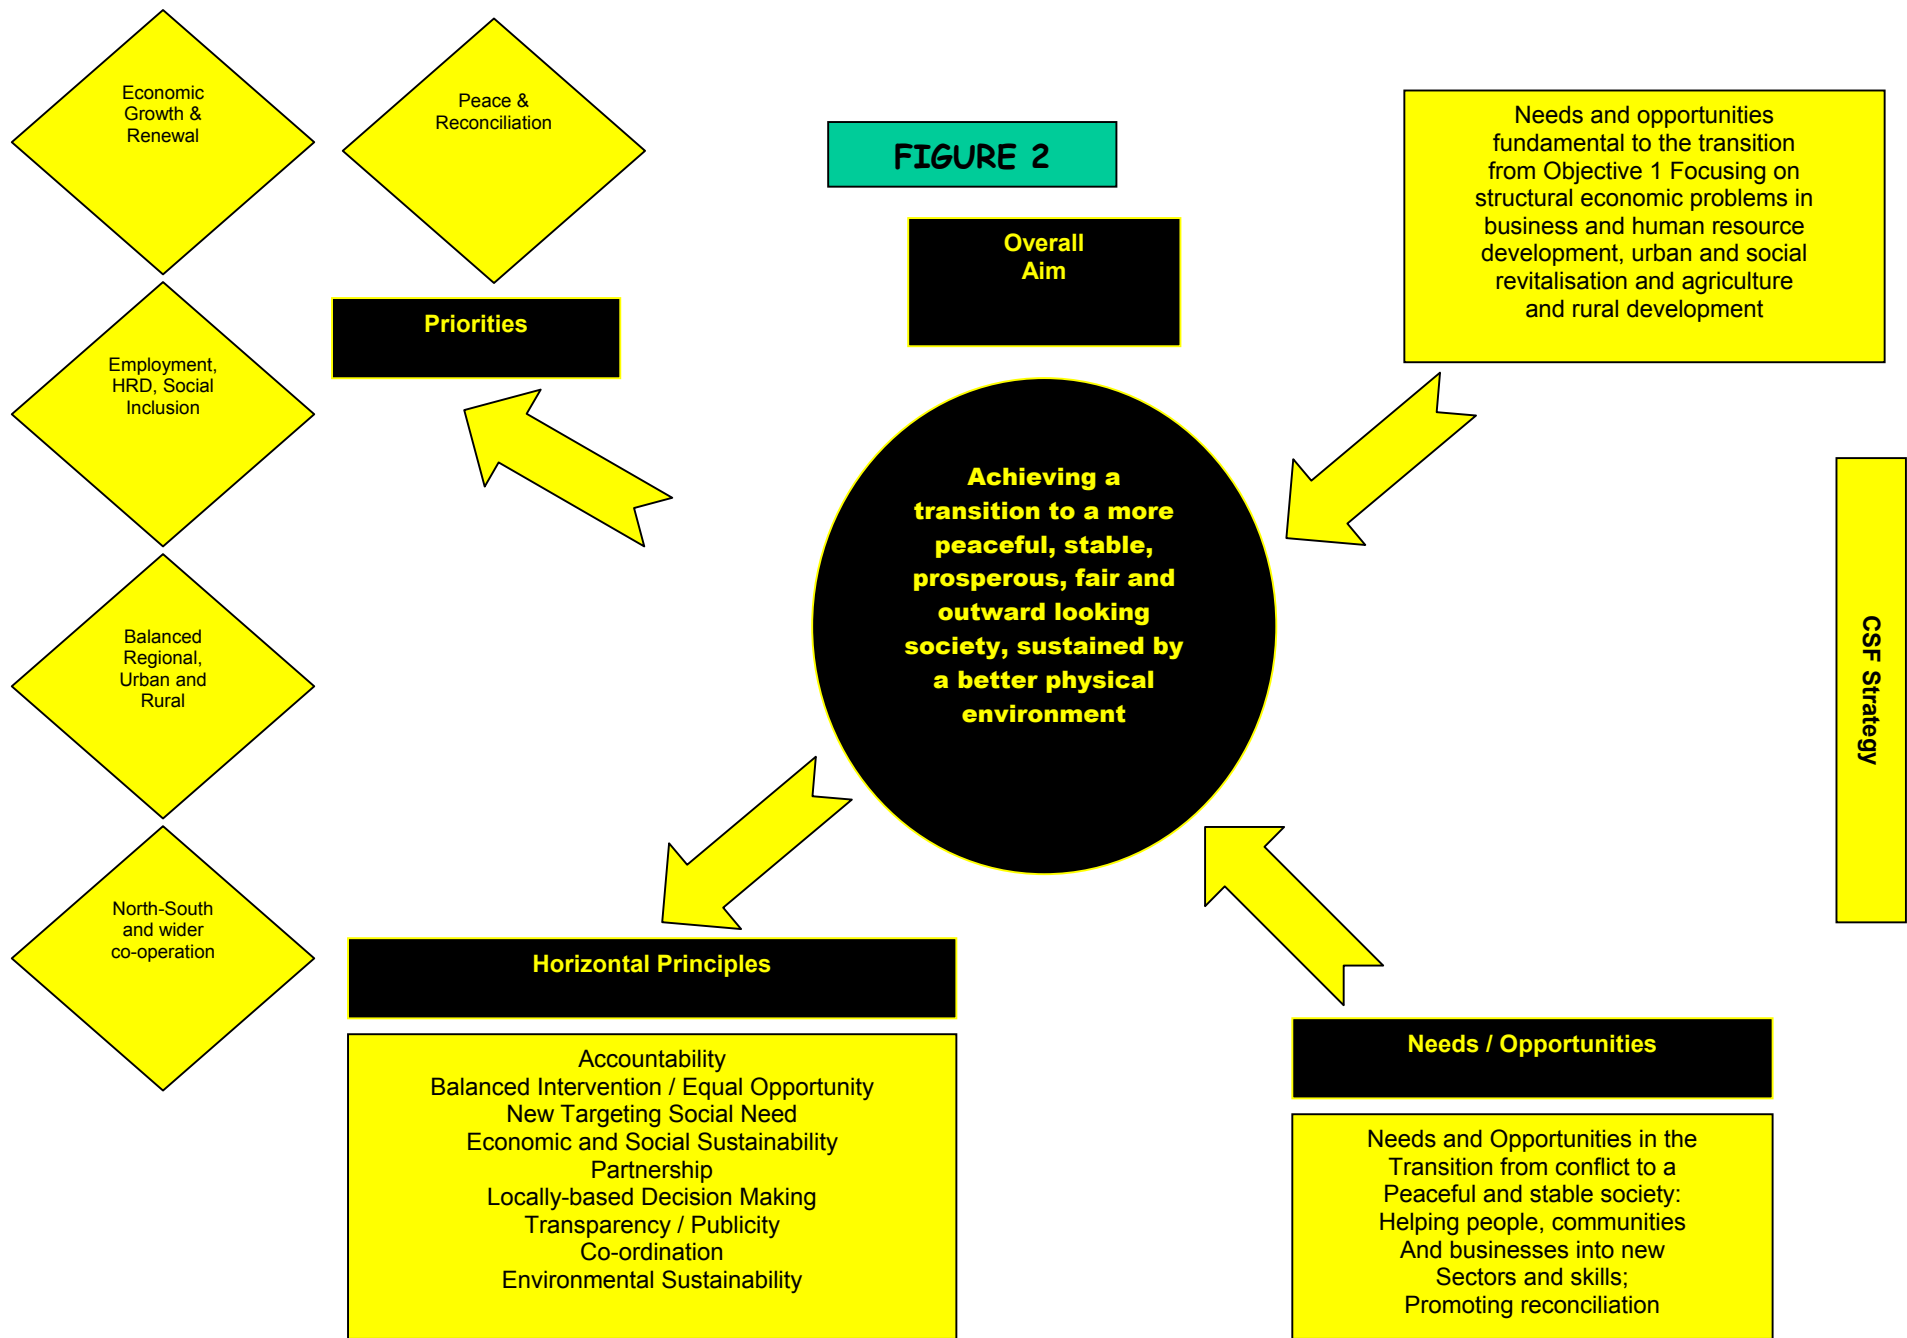 Economic
Growth &
Renewal
Peace &
Reconciliation
FIGURE 2
Overall
Aim
Needs and opportunities
fundamental to the transition
from Objective 1 Focusing on
structural economic problems in
business and human resource
development, urban and social
revitalisation and agriculture
and rural development
Priorities
Employment,
HRD, Social
Inclusion
Achieving a
transition to a more
peaceful, stable,
prosperous, fair and
outward looking
society, sustained by
a better physical
environment
CSF Strategy
Balanced
Regional,
Urban and
Rural
North-South
and wider
co-operation
Horizontal Principles
Accountability
Balanced Intervention / Equal Opportunity
New Targeting Social Need
Economic and Social Sustainability
Partnership
Locally-based Decision Making
Transparency / Publicity
Co-ordination
Environmental Sustainability
Needs / Opportunities
Needs and Opportunities in the
Transition from conflict to a
Peaceful and stable society:
Helping people, communities
And businesses into new
Sectors and skills;
Promoting reconciliation